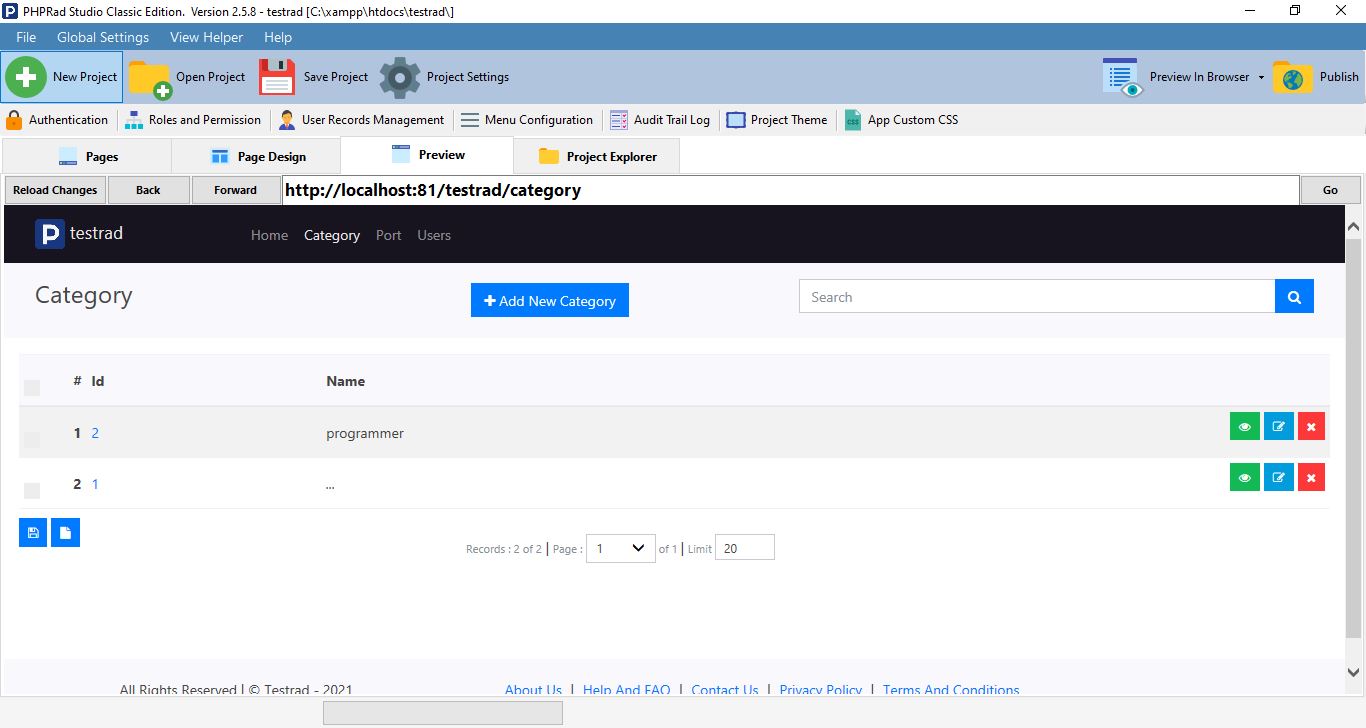 PHPRad Studio Classic Edition. Version 2.5.8 - testrad [C:\xampp\htdocs\testrad\]
File Global Settings View Helper Help
New Project Open Project Save Project Project Settings Preview In Browser Publish
Authentication Roles and Permission User Records Management Menu Configuration Audit Trail Log Project Theme App Custom CSS
Pages Page Design Preview Project Explorer
Reload Changes Back Forward http://localhost:81/testrad/category Go
P testrad Home Category Port Users
Category Add New Category Search
# Id Name
1 2 programmer
2 1 ...
Records : 2 of 2 | Page : 1 of 1 | Limit 20
All Rights Reserved | © Testrad - 2021 About Us | Help And FAQ | Contact Us | Privacy Policy | Terms And Conditions